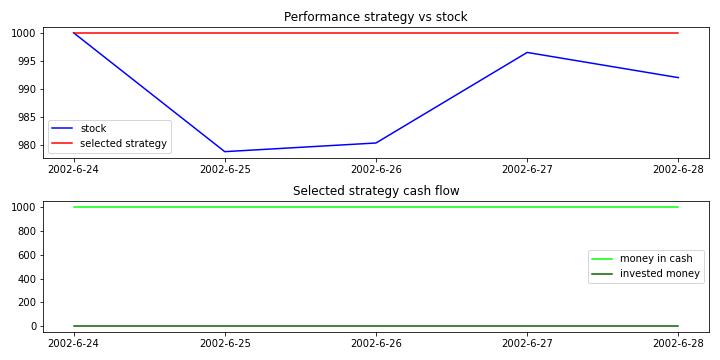 Performance strategy vs stock
1000
995
990
985
980
stock
selected strategy
2002-6-24 2002-6-25 2002-6-26 2002-6-27 2002-6-28
Selected strategy cash flow
1000
800
600
400
200
0
money in cash
invested money
2002-6-24 2002-6-25 2002-6-26 2002-6-27 2002-6-28